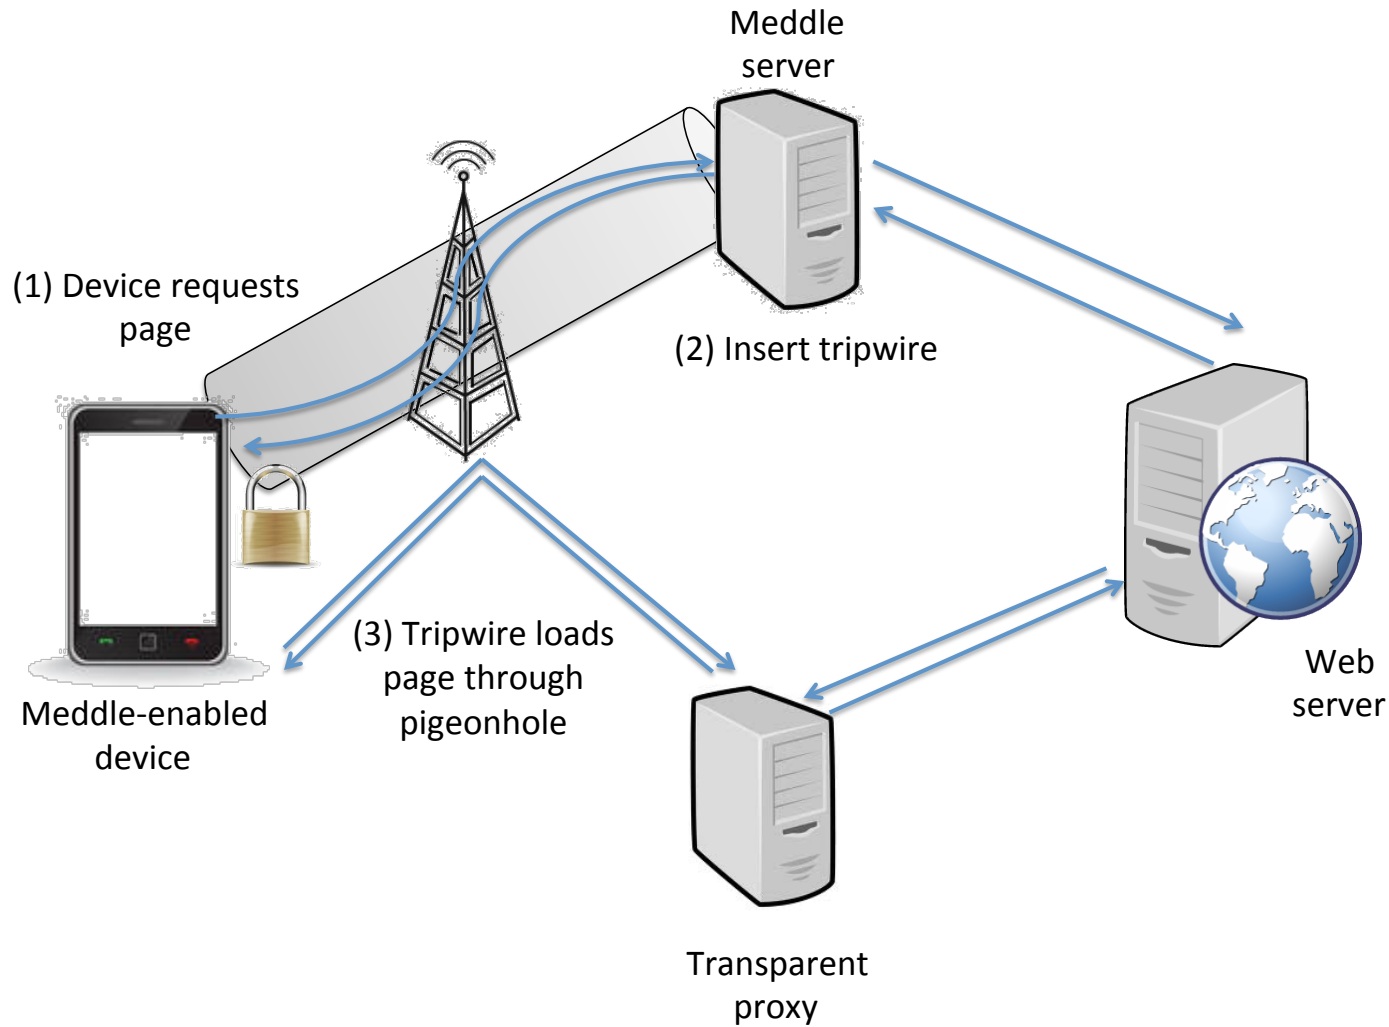 Meddle
server
(1) Device requests
page
(2) Insert tripwire
(3) Tripwire loads
page through
pigeonhole
Meddle-enabled
device
Web
server
Transparent
proxy